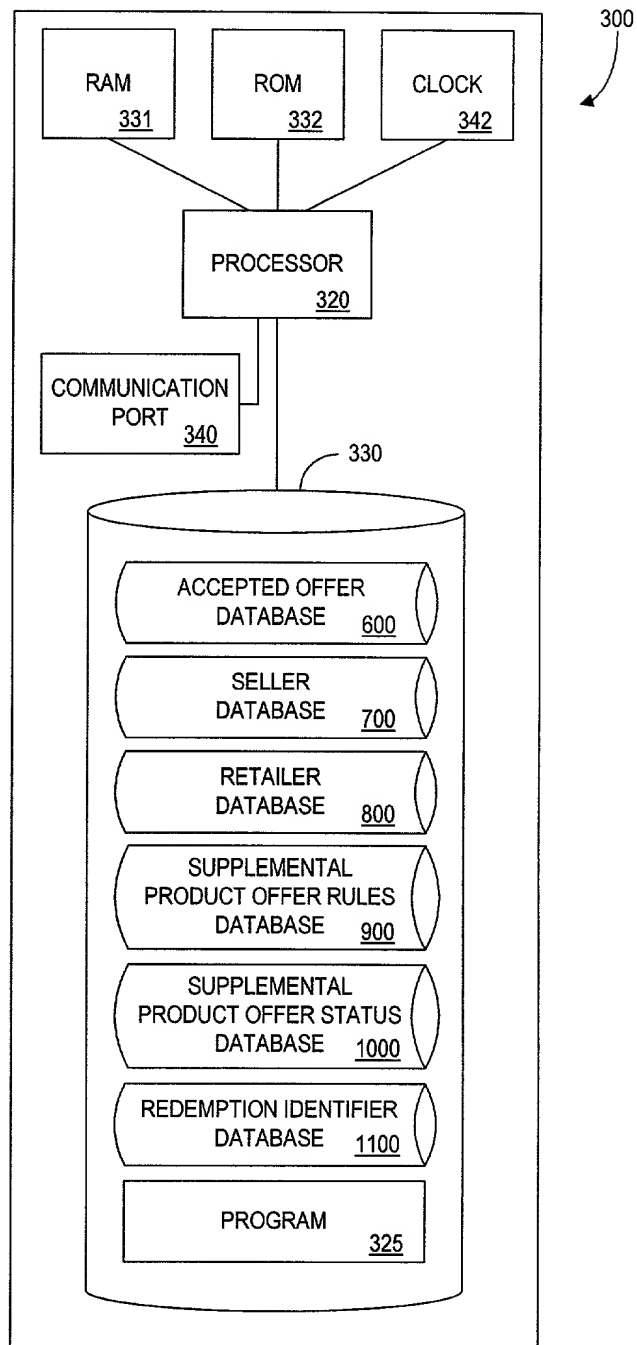 300
RAM
331
ROM
332
CLOCK
342
PROCESSOR
320
COMMUNICATION
PORT
340
330
ACCEPTED OFFER
DATABASE 600
SELLER
DATABASE 700
RETAILER
DATABASE 800
SUPPLEMENTAL
PRODUCT OFFER RULES
DATABASE 900
SUPPLEMENTAL
PRODUCT OFFER STATUS
DATABASE 1000
REDEMPTION IDENTIFIER
DATABASE 1100
PROGRAM
325